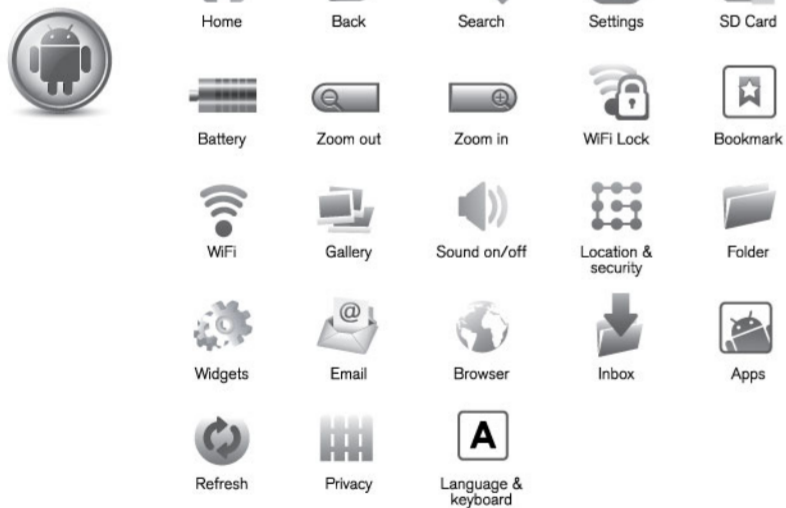 Home Back Search Settings SD Card
Battery Zoom out Zoom in WiFi Lock Bookmark
WiFi Gallery Sound on/off Location & Folder
security
@
Widgets Email Browser Inbox Apps
A
Refresh Privacy Language &
keyboard